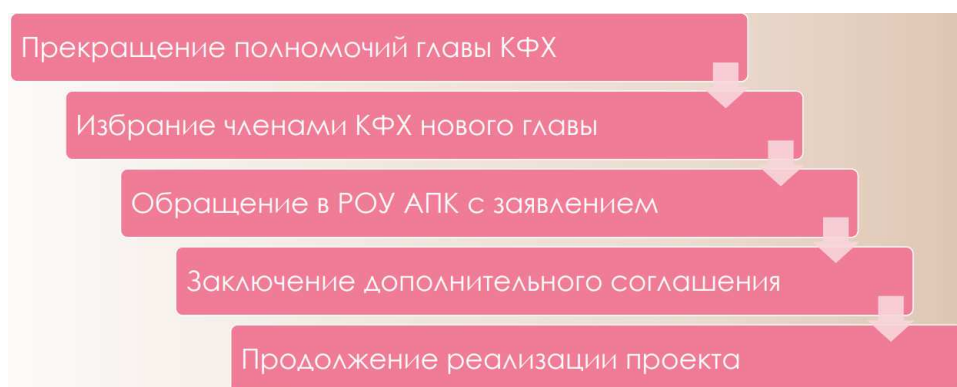 Прекращение полномочий главы КФХ
Избрание членами КФХ нового главы
Обращение в РОУ АПК с заявлением
Заключение дополнительного соглашения
Продолжение реализации проекта